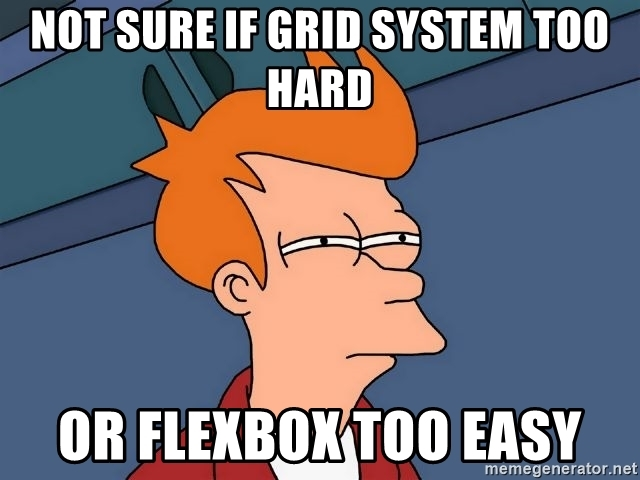 NOT SURE IF GRID SYSTEM TOO
HARD
OR FLEXBOX TOO EASY
memegenerator.net